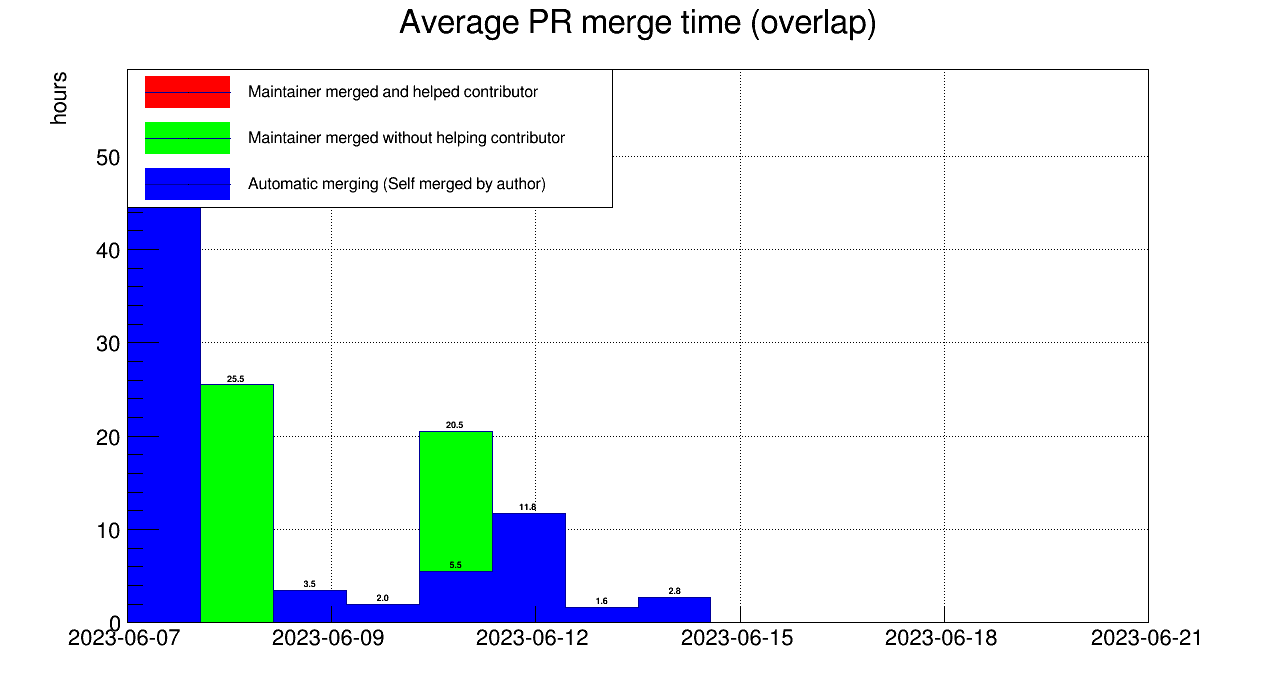 Average PR merge time (overlap)
hours
Maintainer merged and helped contributor
Maintainer merged without helping contributor
Automatic merging (Self merged by author)
50
40
30
20
10
0
25.5
3.5
2.0
20.5
5.5
11.8
1.6
2.8
2023-06-07 2023-06-09 2023-06-12 2023-06-15 2023-06-18 2023-06-21